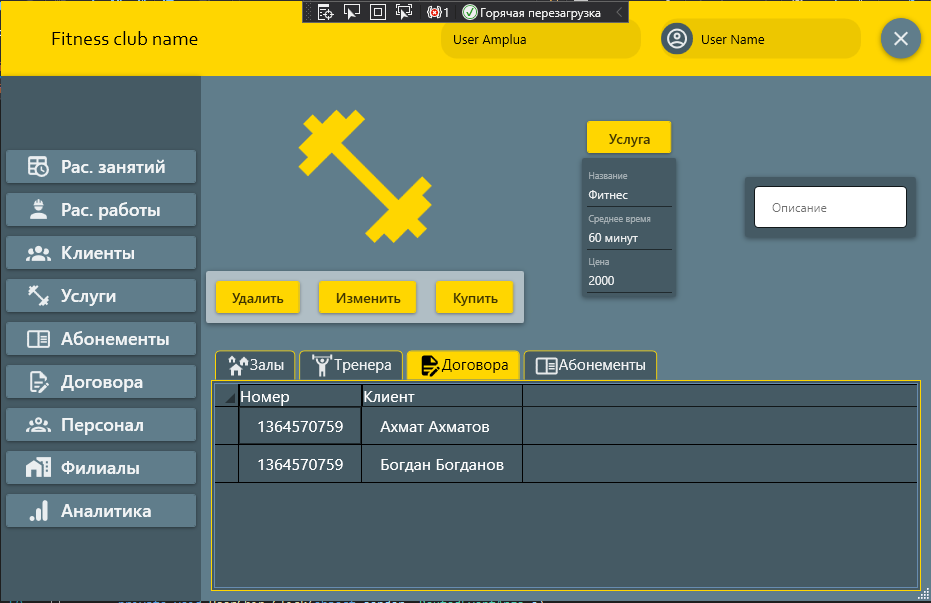 1 Горячая перезагрузка
Fitness club name
User Amplua
User Name
Рас. занятий
Рас. работы
Клиенты
Услуги
Абонементы
Договора
Персонал
Филиалы
Аналитика
Услуга
Название
Фитнес
Среднее время
60 минут
Цена
2000
Описание
Удалить Изменить Купить
Залы Тренера Договора Абонементы
Номер Клиент
1364570759 Ахмат Ахматов
1364570759 Богдан Богданов